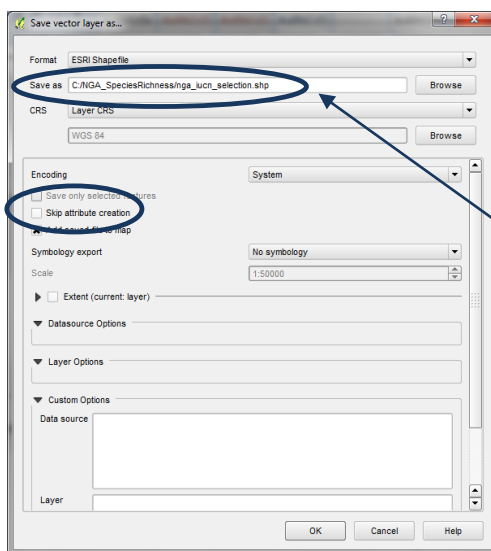 Save vector layer as...
Format ESRI Shapefile
Save as C:/NGA_SpeciesRichness/nga_iucn_selection.shp Browse
CRS Layer CRS
WGS 84 Browse
Encoding System
Save only selected features
Skip attribute creation
Add saved file to map
Symbology export No symbology
Scale 1:50000
Extent (current: layer)
Datasource Options
Layer Options
Custom Options
Data source
Layer
OK Cancel Help